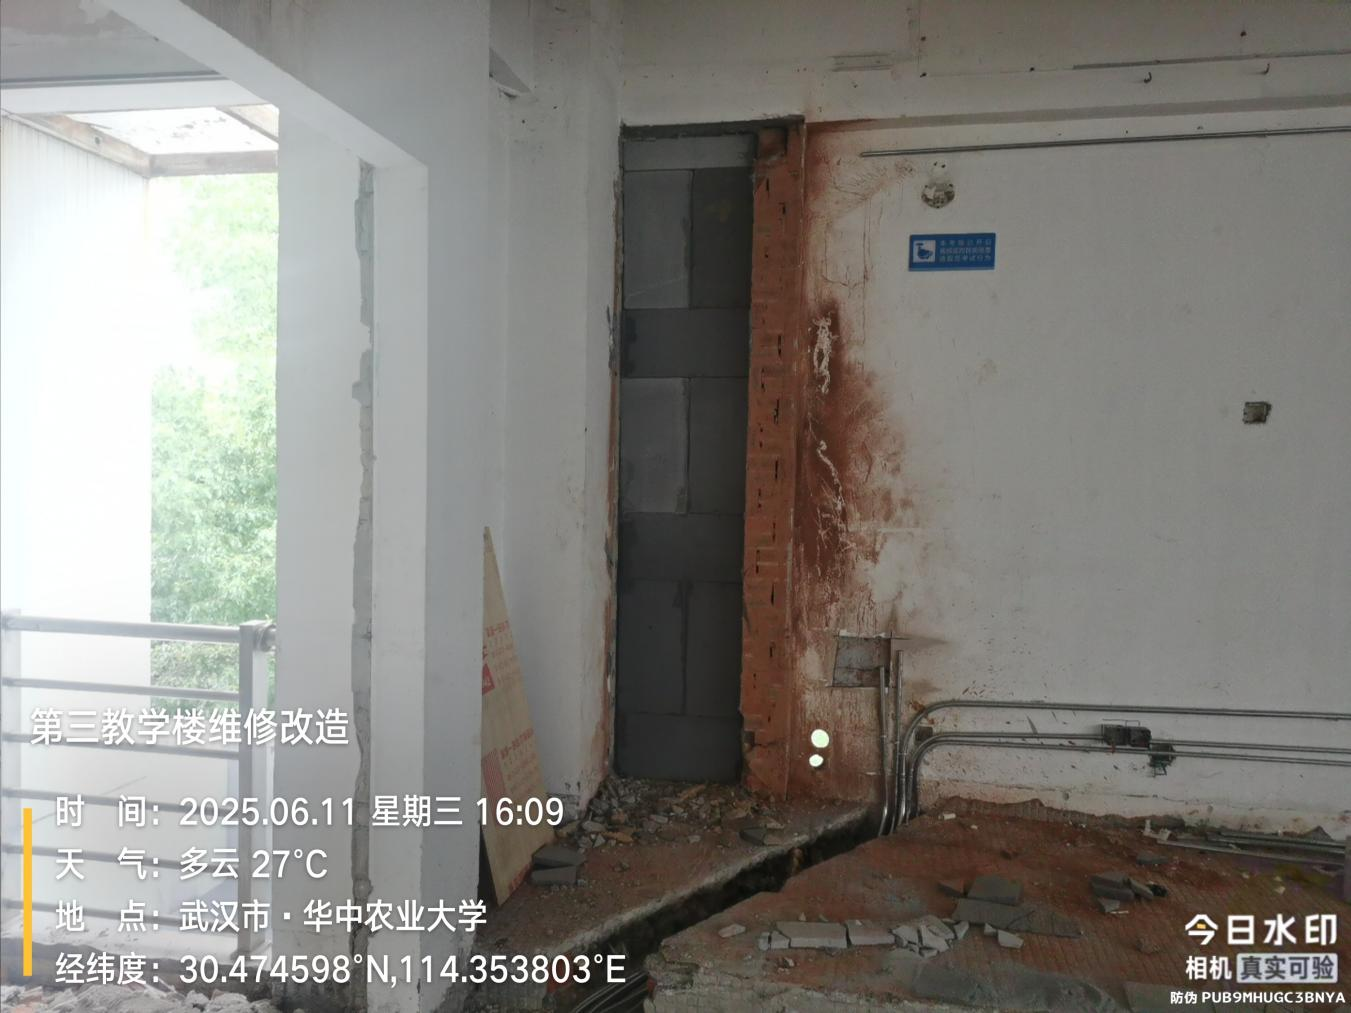 第三教学楼维修改造
时 间：2025.06.11 星期三 16:09
天 气：多云 27°C
地 点：武汉市·华中农业大学
经纬度：30.474598°N,114.353803°E
今日水印
相机 真实可验
防伪 PUB9MHUGC3BNYA